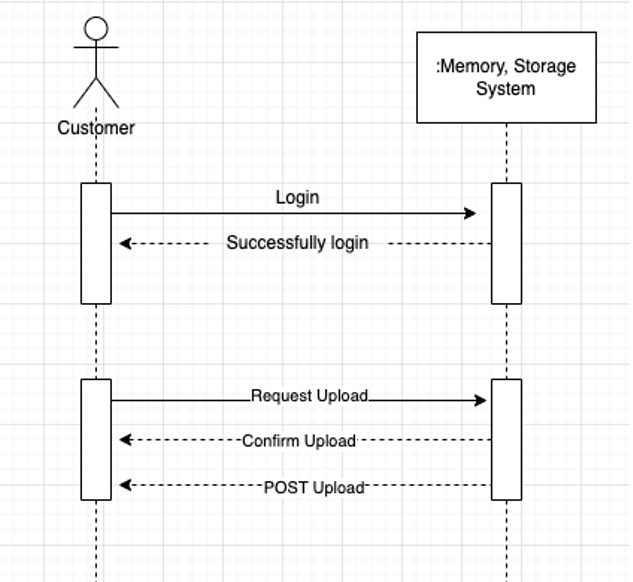 :Memory, Storage
System
Customer
Login
Successfully login
Request Upload
Confirm Upload
POST Upload